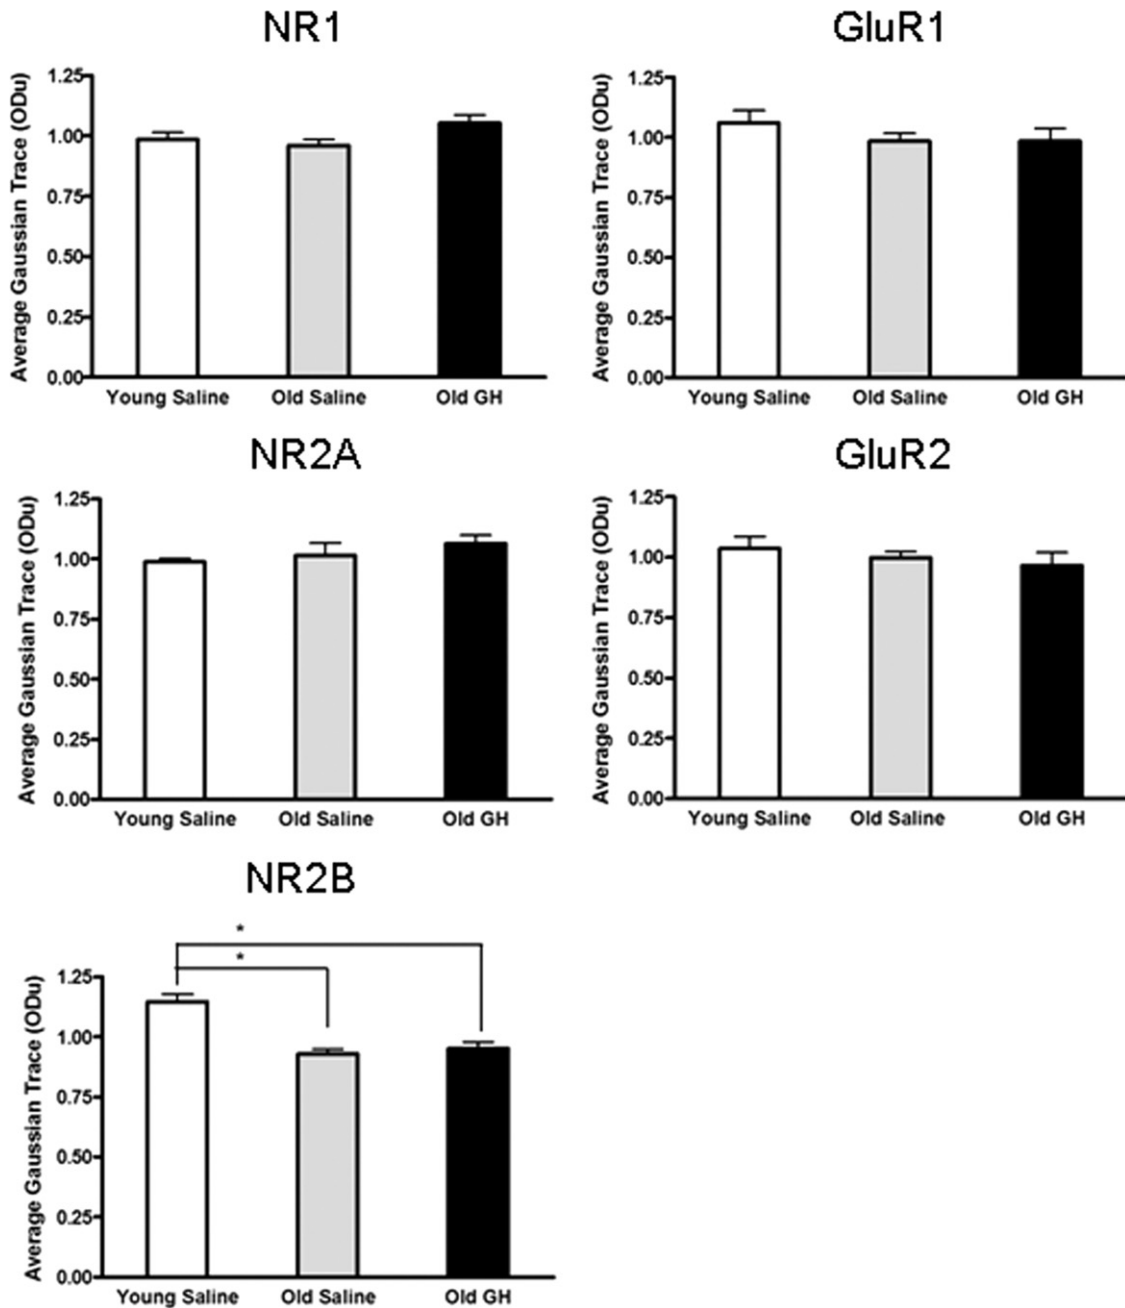 NR1
Average Gaussian Trace (ODu)
1.25
1.00
0.75
0.50
0.25
0.00
Young Saline Old Saline Old GH
GluR1
Average Gaussian Trace (ODu)
1.25
1.00
0.75
0.50
0.25
0.00
Young Saline Old Saline Old GH
NR2A
Average Gaussian Trace (ODu)
1.25
1.00
0.75
0.50
0.25
0.00
Young Saline Old Saline Old GH
GluR2
Average Gaussian Trace (ODu)
1.25
1.00
0.75
0.50
0.25
0.00
Young Saline Old Saline Old GH
NR2B
*
*
Average Gaussian Trace (ODu)
1.25
1.00
0.75
0.50
0.25
0.00
Young Saline Old Saline Old GH